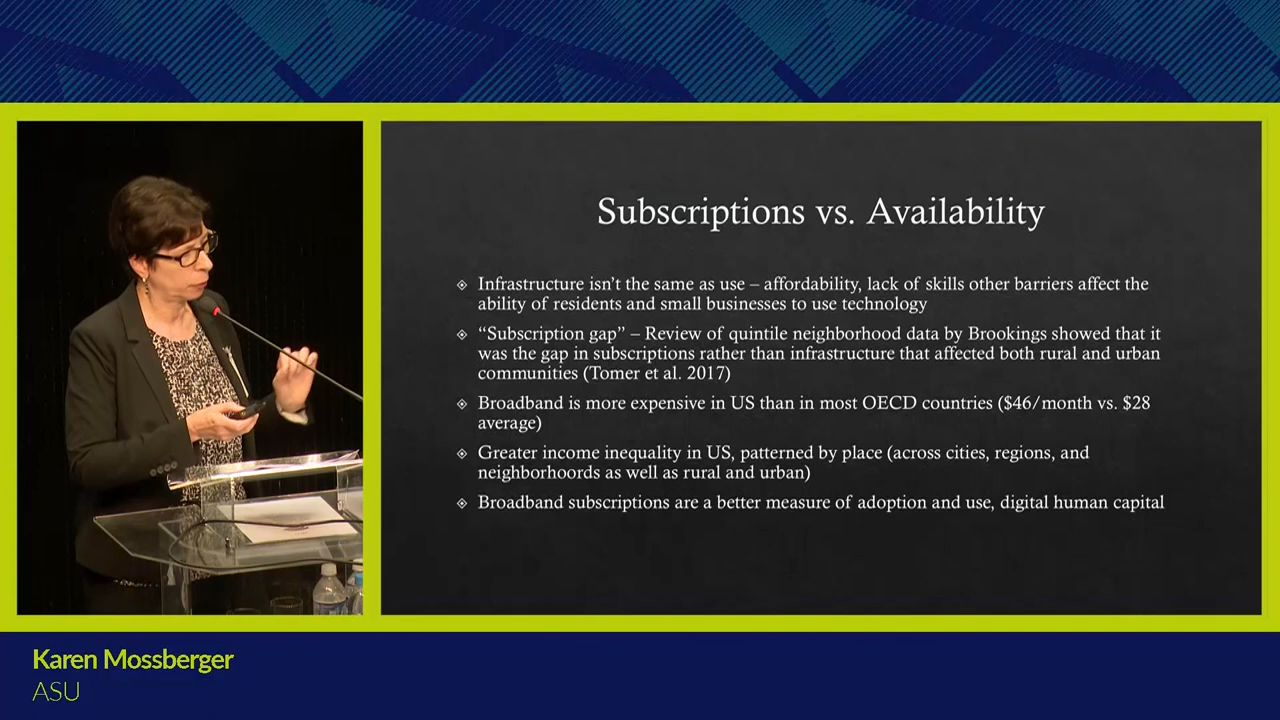 Subscriptions vs. Availability
Infrastructure isn't the same as use – affordability, lack of skills other barriers affect the
ability of residents and small businesses to use technology
“Subscription gap” – Review of quintile neighborhood data by Brookings showed that it
was the gap in subscriptions rather than infrastructure that affected both rural and urban
communities (Tomer et al. 2017)
Broadband is more expensive in US than in most OECD countries ($46/month vs. $28
average)
Greater income inequality in US, patterned by place (across cities, regions, and
neighborhoords as well as rural and urban)
Broadband subscriptions are a better measure of adoption and use, digital human capital
Karen Mossberger
ASU